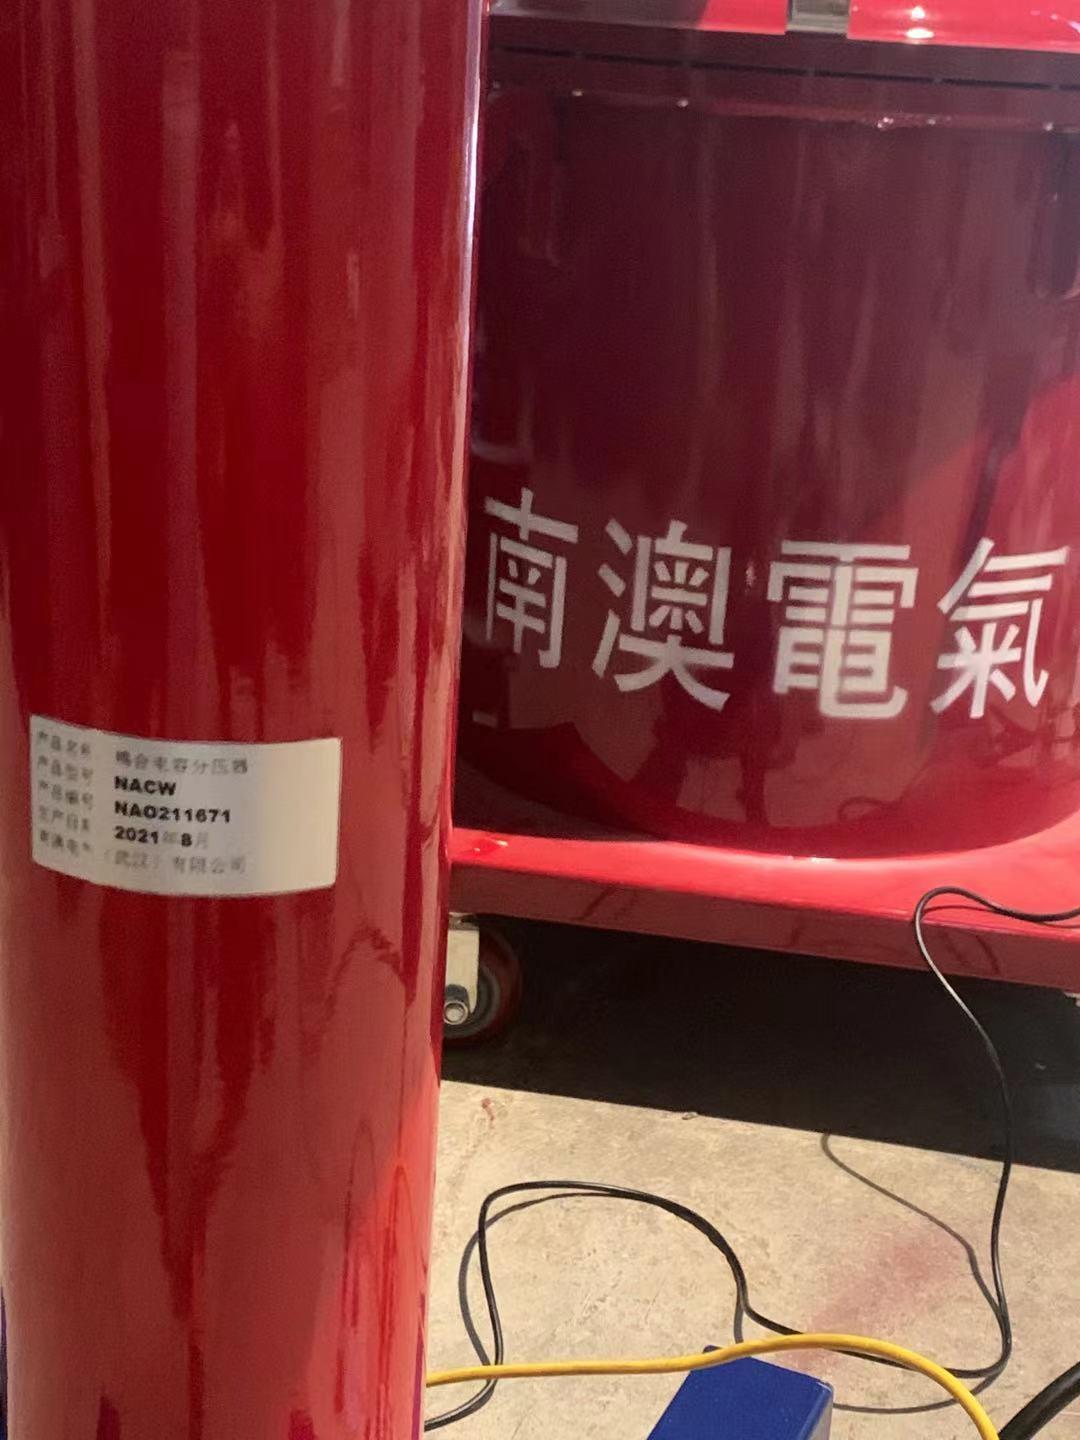 南澳電氣
产品名称 耦合电容分压器
产品型号 NACW
产品编号 NAO211671
生产日期 2021年8月
南澳电气（武汉）有限公司